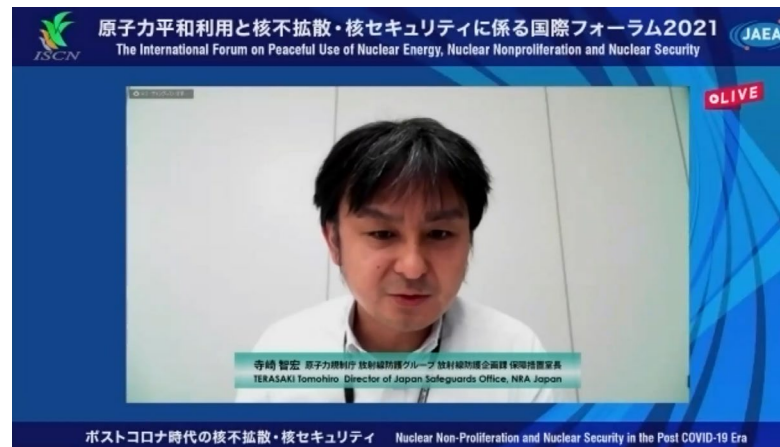 原子力平和利用と核不拡散・核セキュリティに係る国際フォーラム2021
The International Forum on Peaceful Use of Nuclear Energy, Nuclear Nonproliferation and Nuclear Security
ISCN
JAEA
LIVE
寺崎 智宏 原子力規制庁 放射線防護グループ 放射線防護企画課 保障措置室長
TERASAKI Tomohiro Director of Japan Safeguards Office, NRA Japan
ポストコロナ時代の核不拡散・核セキュリティ Nuclear Non-Proliferation and Nuclear Security in the Post COVID-19 Era